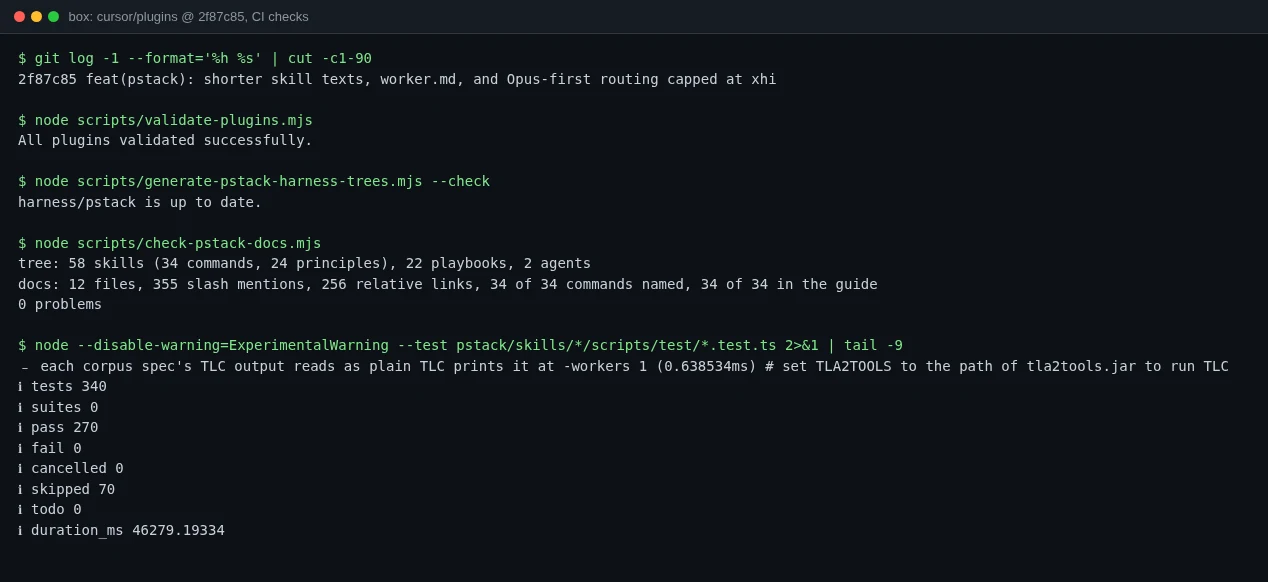 box: cursor/plugins @ 2f87c85, CI checks
$ git log -1 --format='%h %s' | cut -c1-90
2f87c85 feat(pstack): shorter skill texts, worker.md, and Opus-first routing capped at xhi
$ node scripts/validate-plugins.mjs
All plugins validated successfully.
$ node scripts/generate-pstack-harness-trees.mjs --check
harness/pstack is up to date.
$ node scripts/check-pstack-docs.mjs
tree: 58 skills (34 commands, 24 principles), 22 playbooks, 2 agents
docs: 12 files, 355 slash mentions, 256 relative links, 34 of 34 commands named, 34 of 34 in the guide
0 problems
$ node --disable-warning=ExperimentalWarning --test pstack/skills/*/scripts/test/*.test.ts 2>&1 | tail -9
﹣ each corpus spec's TLC output reads as plain TLC prints it at -workers 1 (0.638534ms) # set TLA2TOOLS to the path of tla2tools.jar to run TLC
ℹ tests 340
ℹ suites 0
ℹ pass 270
ℹ fail 0
ℹ cancelled 0
ℹ skipped 70
ℹ todo 0
ℹ duration_ms 46279.19334